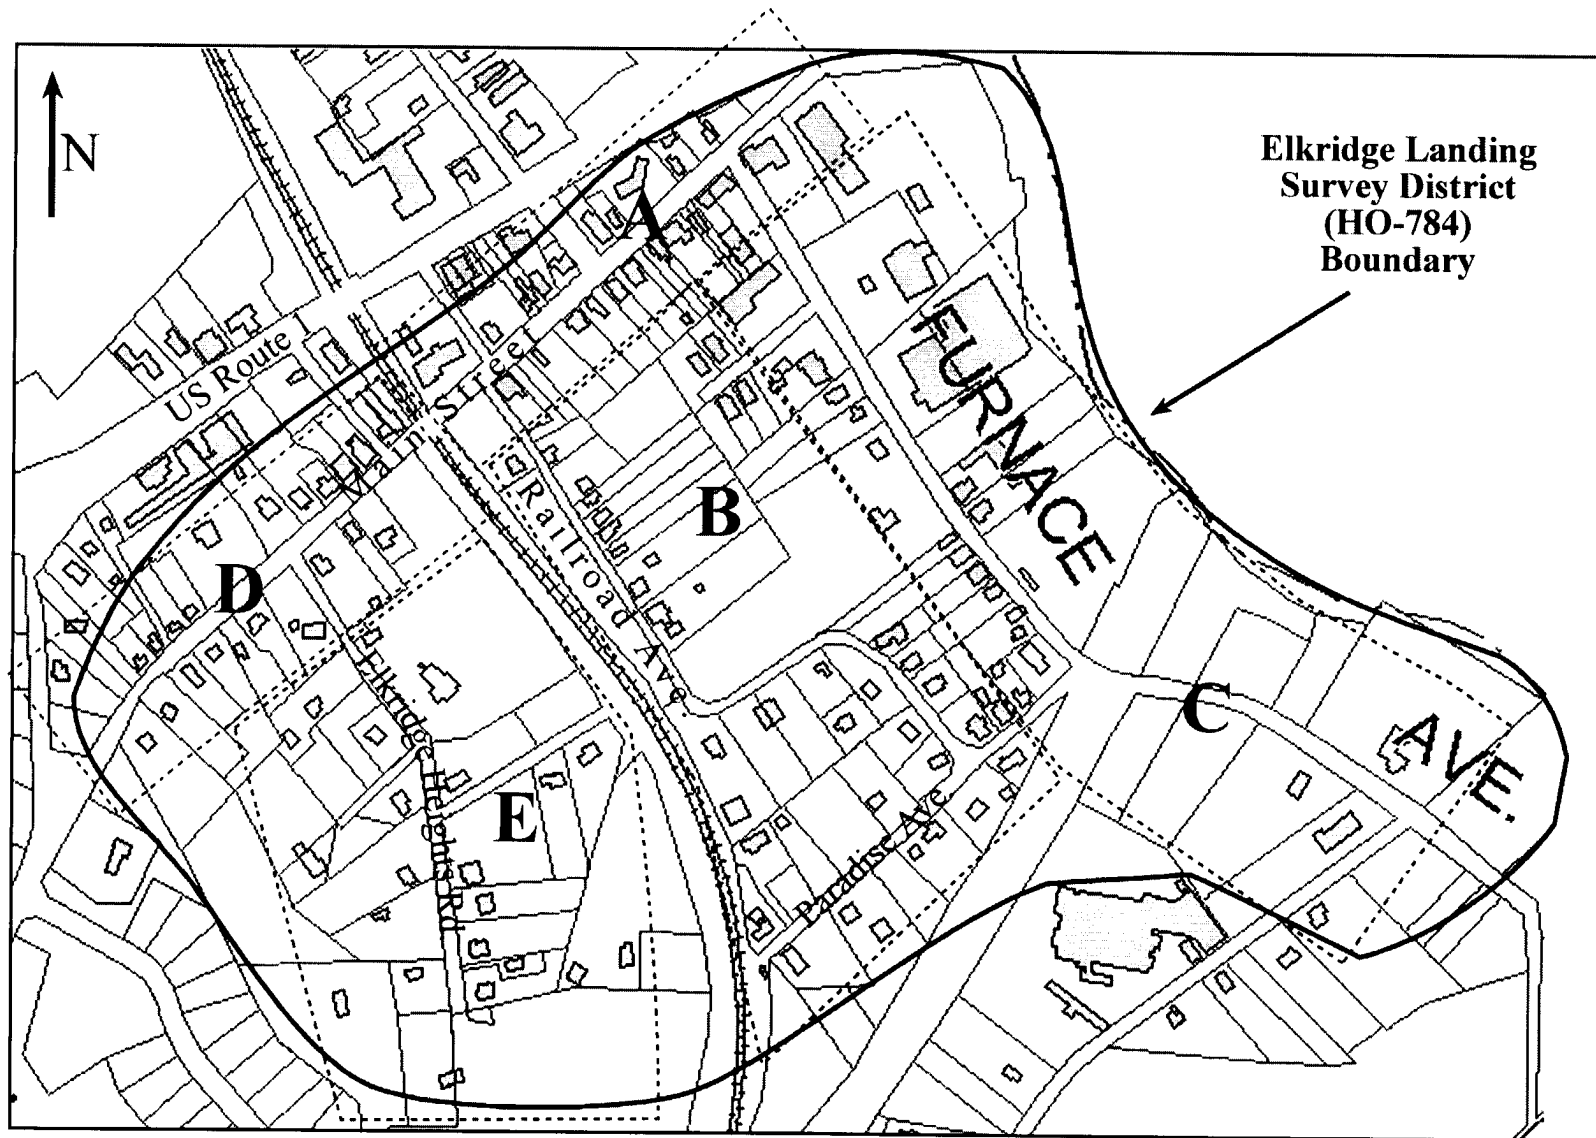 N
Elkridge Landing
Survey District
(HO-784)
Boundary
A
US Route 1
Main Street
FURNACE
Railroad Ave
B
D
Elkridge Heights Rd
C
AVE.
E
Paradise Ave